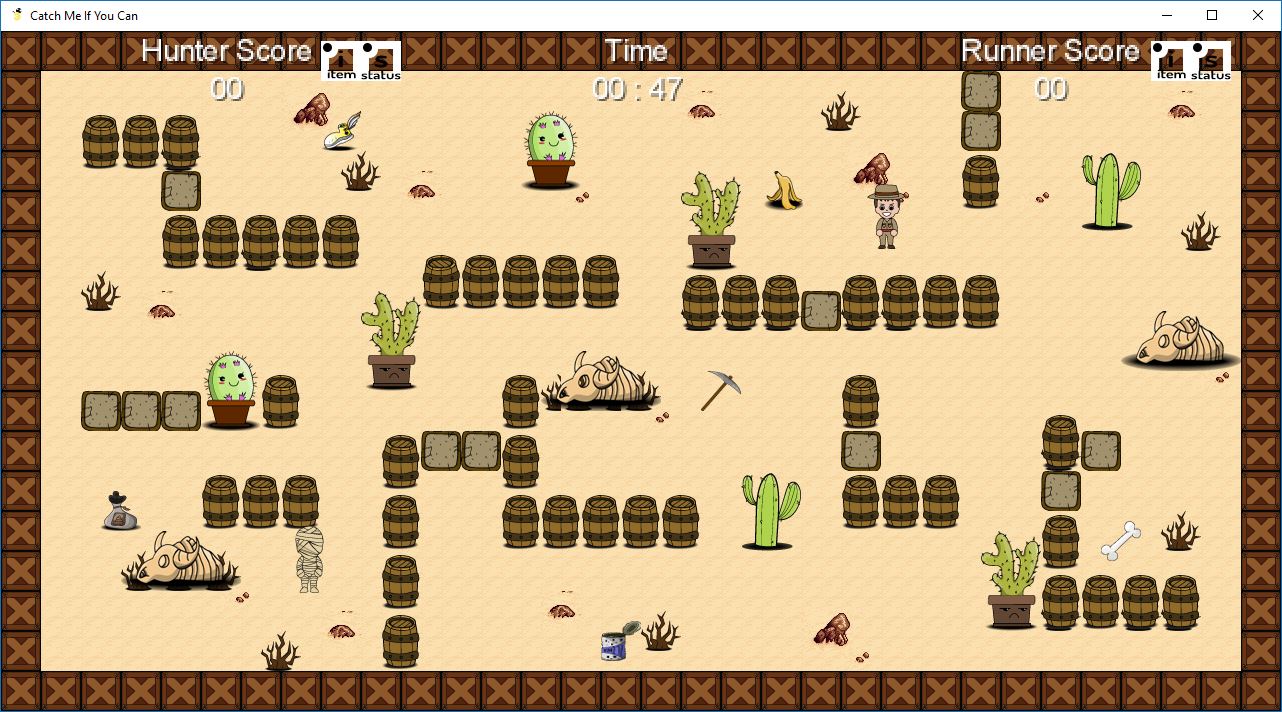 Catch Me If You Can
Hunter Score
i s
item status
Time
Runner Score
i s
item status
00
00 : 47
00